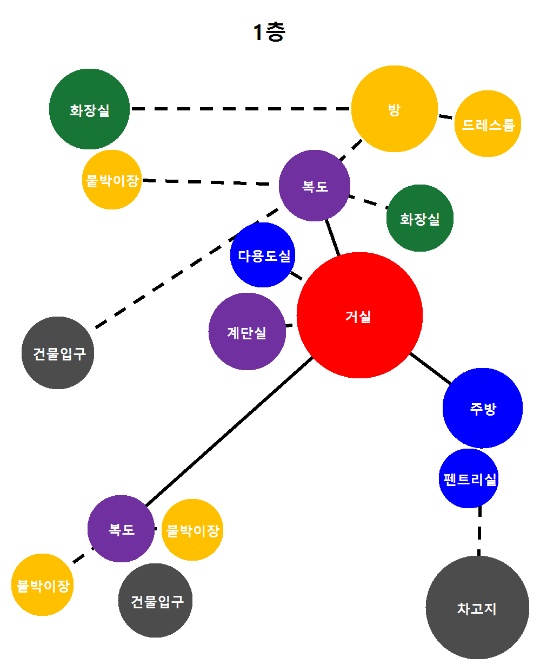 1층
화장실
방
드레스룸
붙박이장
복도
화장실
다용도실
거실
계단실
건물입구
주방
펜트리실
복도
붙박이장
붙박이장
건물입구
차고지